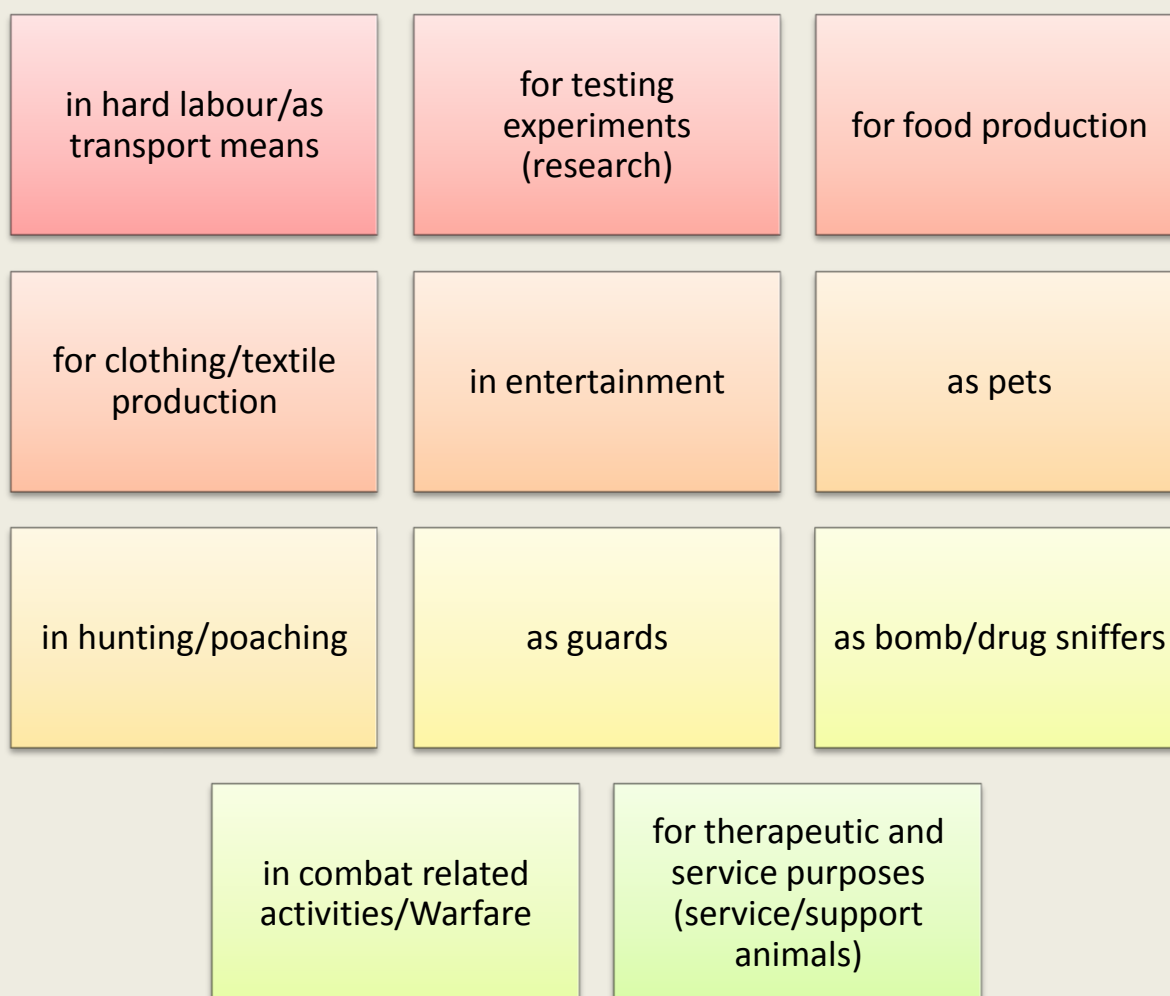 in hard labour/as
transport means
for testing
experiments
(research)
for food production
for clothing/textile
production
in entertainment
as pets
in hunting/poaching
as guards
as bomb/drug sniffers
in combat related
activities/Warfare
for therapeutic and
service purposes
(service/support
animals)